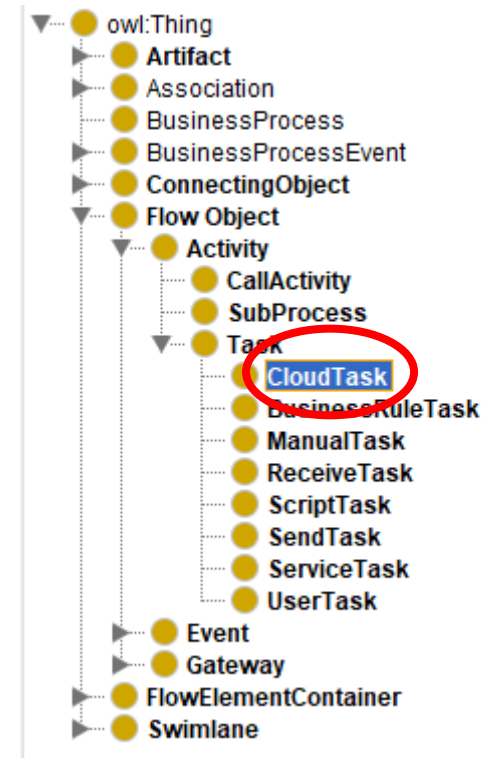 owl:Thing
Artifact
Association
BusinessProcess
BusinessProcessEvent
ConnectingObject
Flow Object
Activity
CallActivity
SubProcess
Task
CloudTask
BusinessRuleTask
ManualTask
ReceiveTask
ScriptTask
SendTask
ServiceTask
UserTask
Event
Gateway
FlowElementContainer
Swimlane